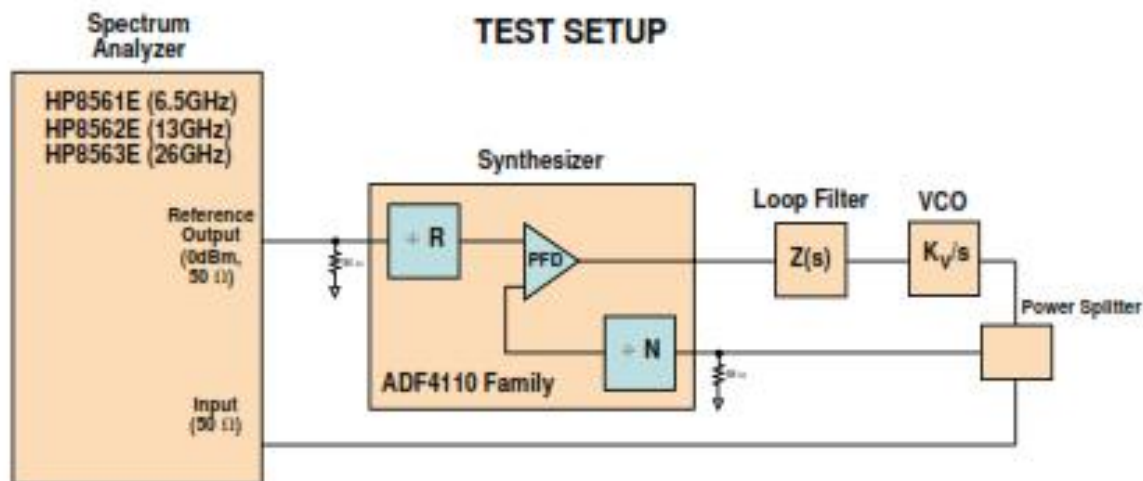 TEST SETUP
Spectrum
Analyzer
HP8561E (6.5GHz)
HP8562E (13GHz)
HP8563E (26GHz)
Reference
Output
(0dBm,
50 Ω)
Input
(50 Ω)
Synthesizer
÷ R
PFD
÷ N
ADF4110 Family
Loop Filter
Z(s)
VCO
KV/s
Power Splitter